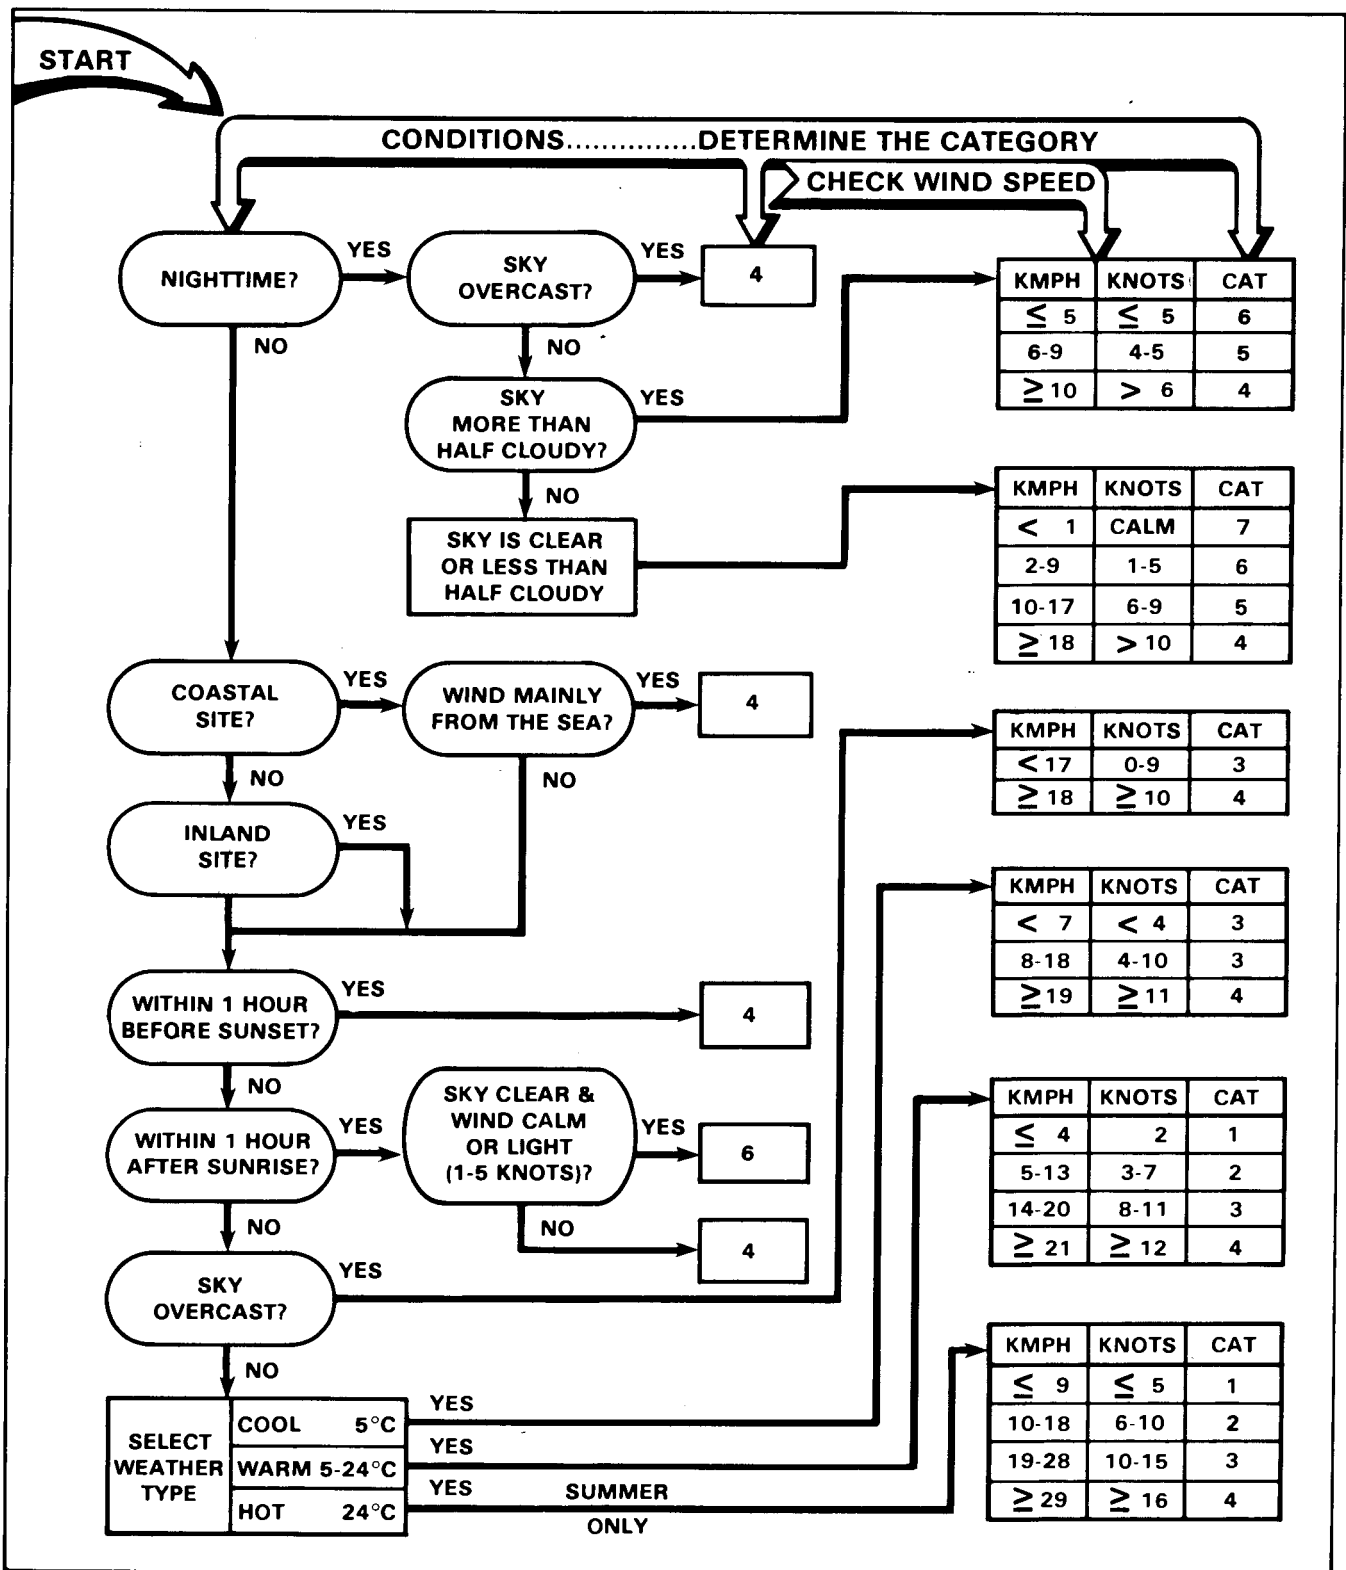 START
CONDITIONS...............DETERMINE THE CATEGORY
CHECK WIND SPEED
NIGHTTIME?
YES
SKY
OVERCAST?
YES
4
NO
NO
SKY
MORE THAN
HALF CLOUDY?
YES
NO
SKY IS CLEAR
OR LESS THAN
HALF CLOUDY
KMPH KNOTS CAT
≤ 5 ≤ 5 6
6-9 4-5 5
≥ 10 > 6 4
KMPH KNOTS CAT
< 1 CALM 7
2-9 1-5 6
10-17 6-9 5
≥ 18 > 10 4
COASTAL
SITE?
YES
WIND MAINLY
FROM THE SEA?
YES
4
NO
NO
INLAND
SITE?
YES
KMPH KNOTS CAT
< 17 0-9 3
≥ 18 ≥ 10 4
KMPH KNOTS CAT
< 7 < 4 3
8-18 4-10 3
≥ 19 ≥ 11 4
WITHIN 1 HOUR
BEFORE SUNSET?
YES
4
NO
WITHIN 1 HOUR
AFTER SUNRISE?
YES
SKY CLEAR &
WIND CALM
OR LIGHT
(1-5 KNOTS)?
YES
6
NO
4
NO
SKY
OVERCAST?
YES
NO
KMPH KNOTS CAT
≤ 4 2 1
5-13 3-7 2
14-20 8-11 3
≥ 21 ≥ 12 4
SELECT
WEATHER
TYPE
COOL 5°C
YES
WARM 5-24°C
YES
HOT 24°C
YES
SUMMER
ONLY
KMPH KNOTS CAT
≤ 9 ≤ 5 1
10-18 6-10 2
19-28 10-15 3
≥ 29 ≥ 16 4